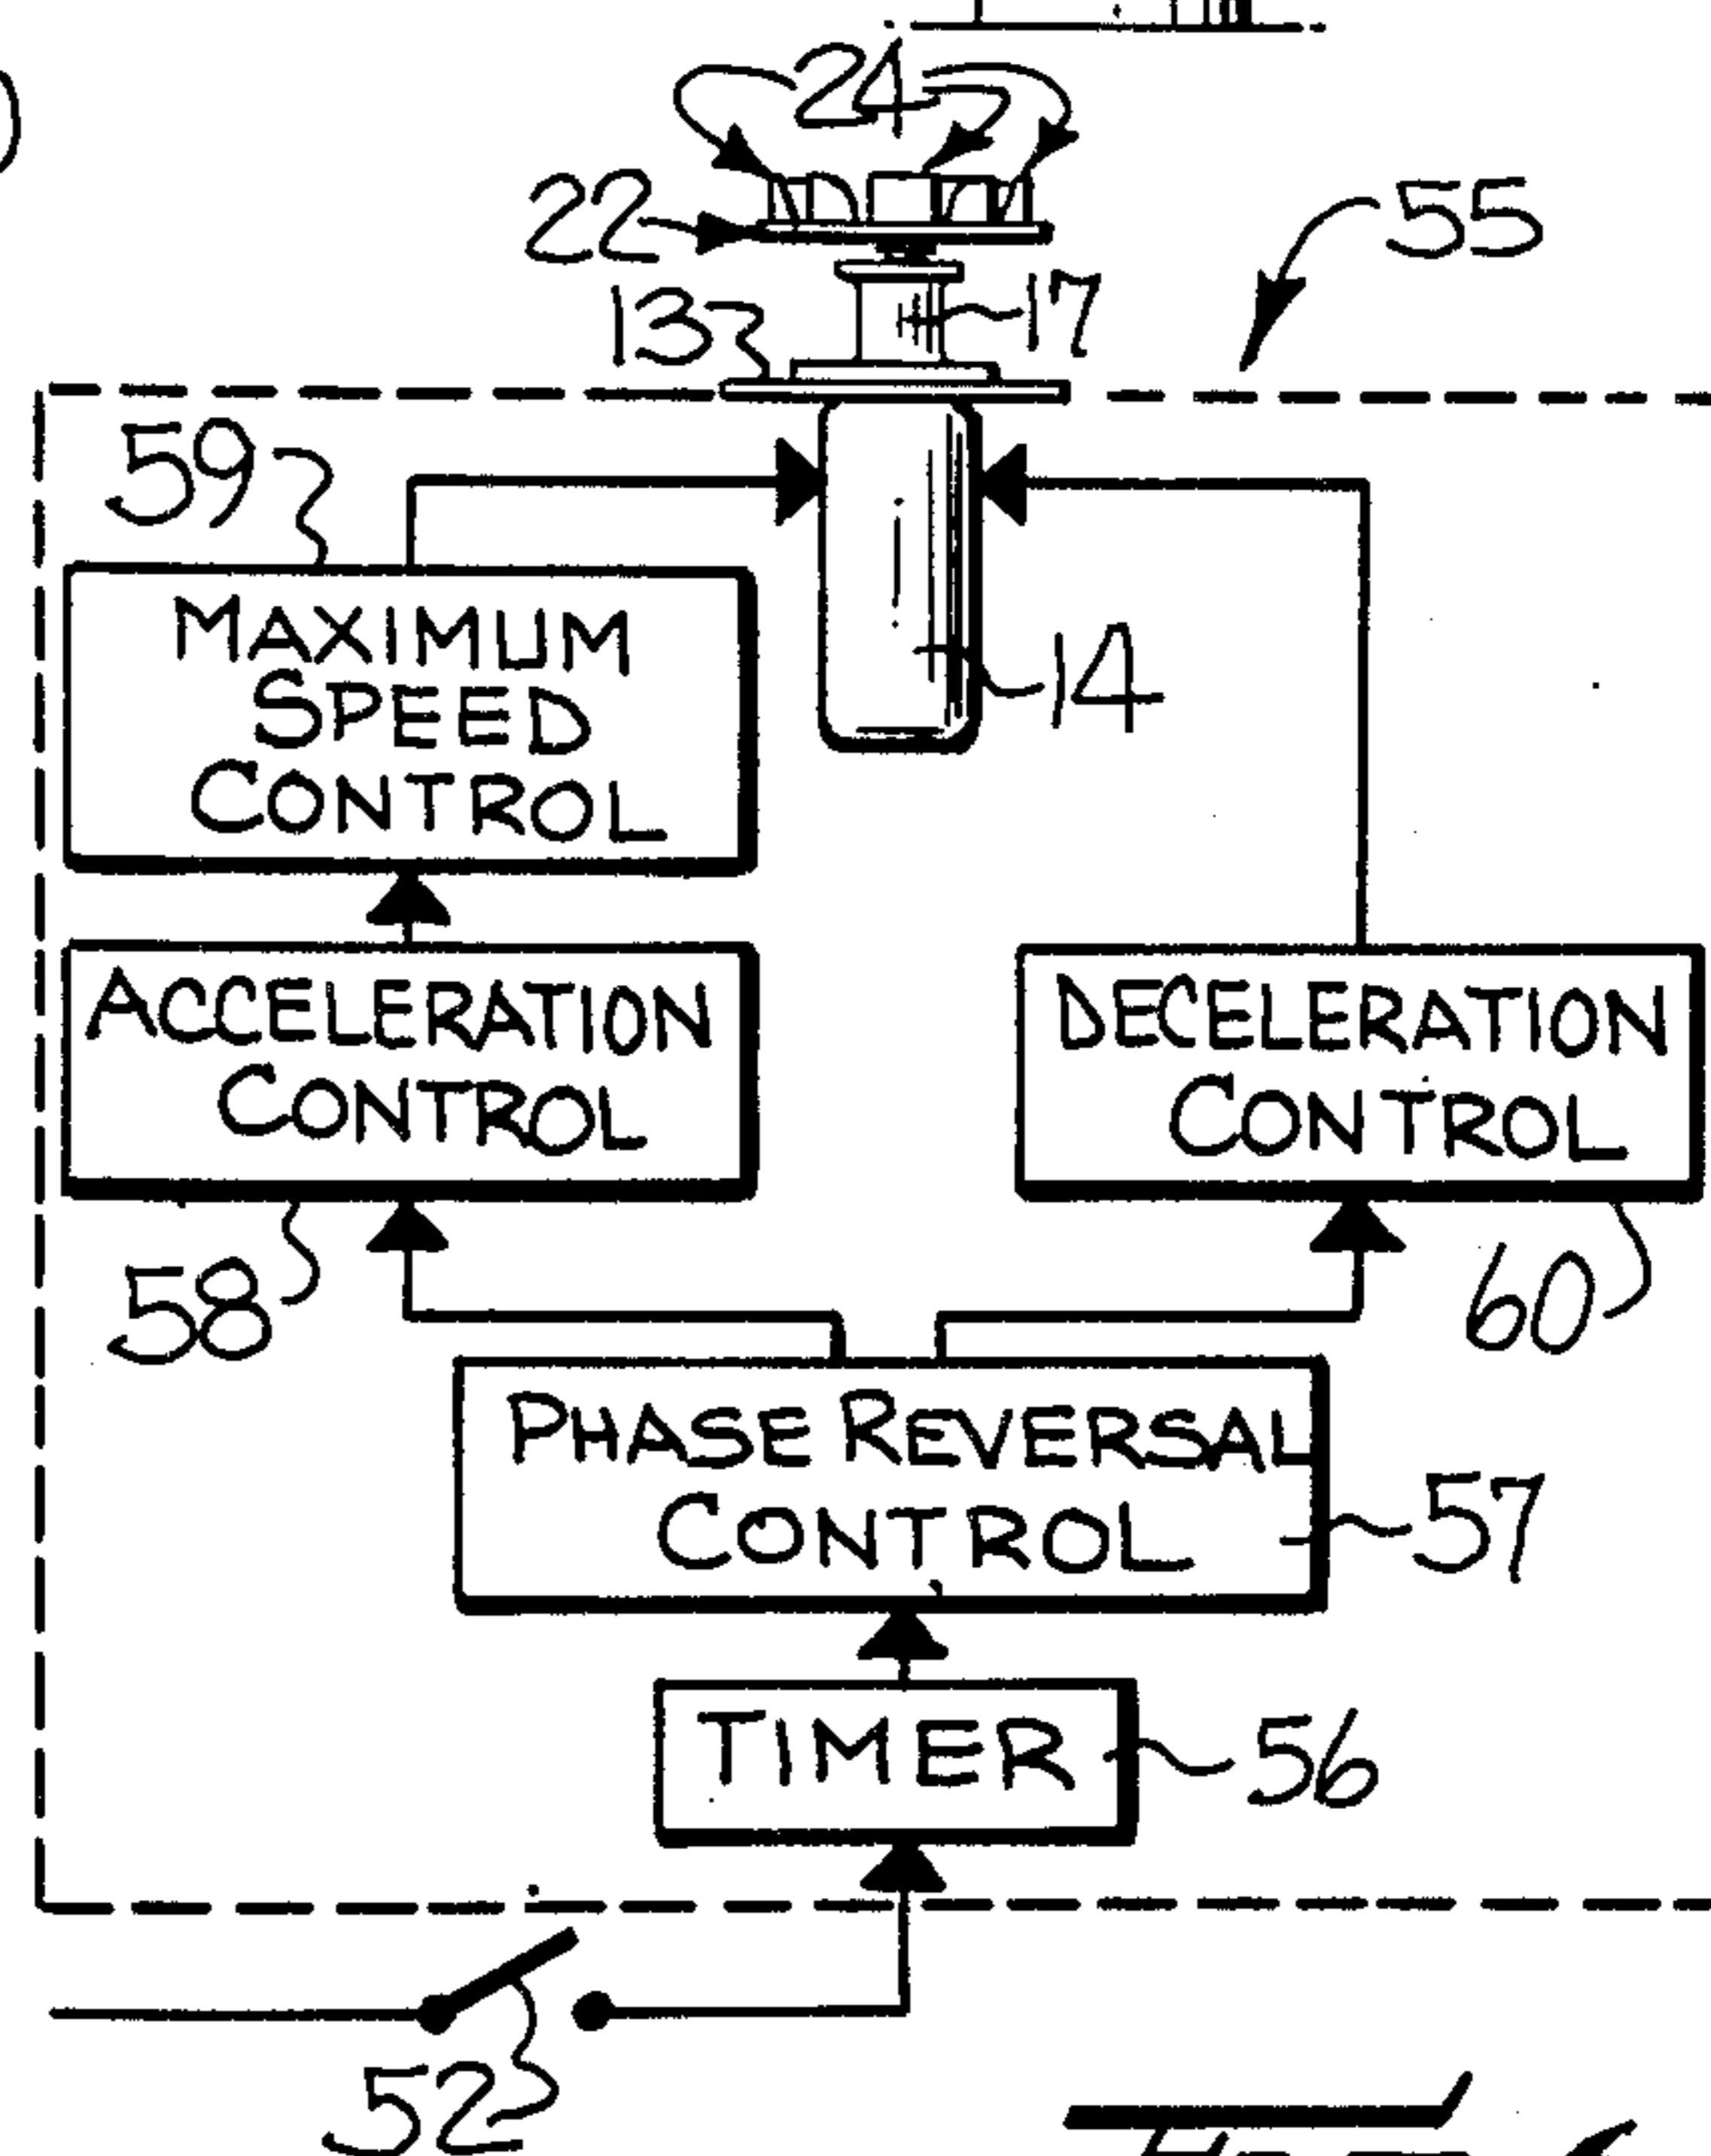 24
22
55
13
17
59
MAXIMUM
SPEED
CONTROL
14
ACCELERATION
CONTROL
DECELERATION
CONTROL
58
60
PHASE REVERSAL
CONTROL
57
TIMER
56
52